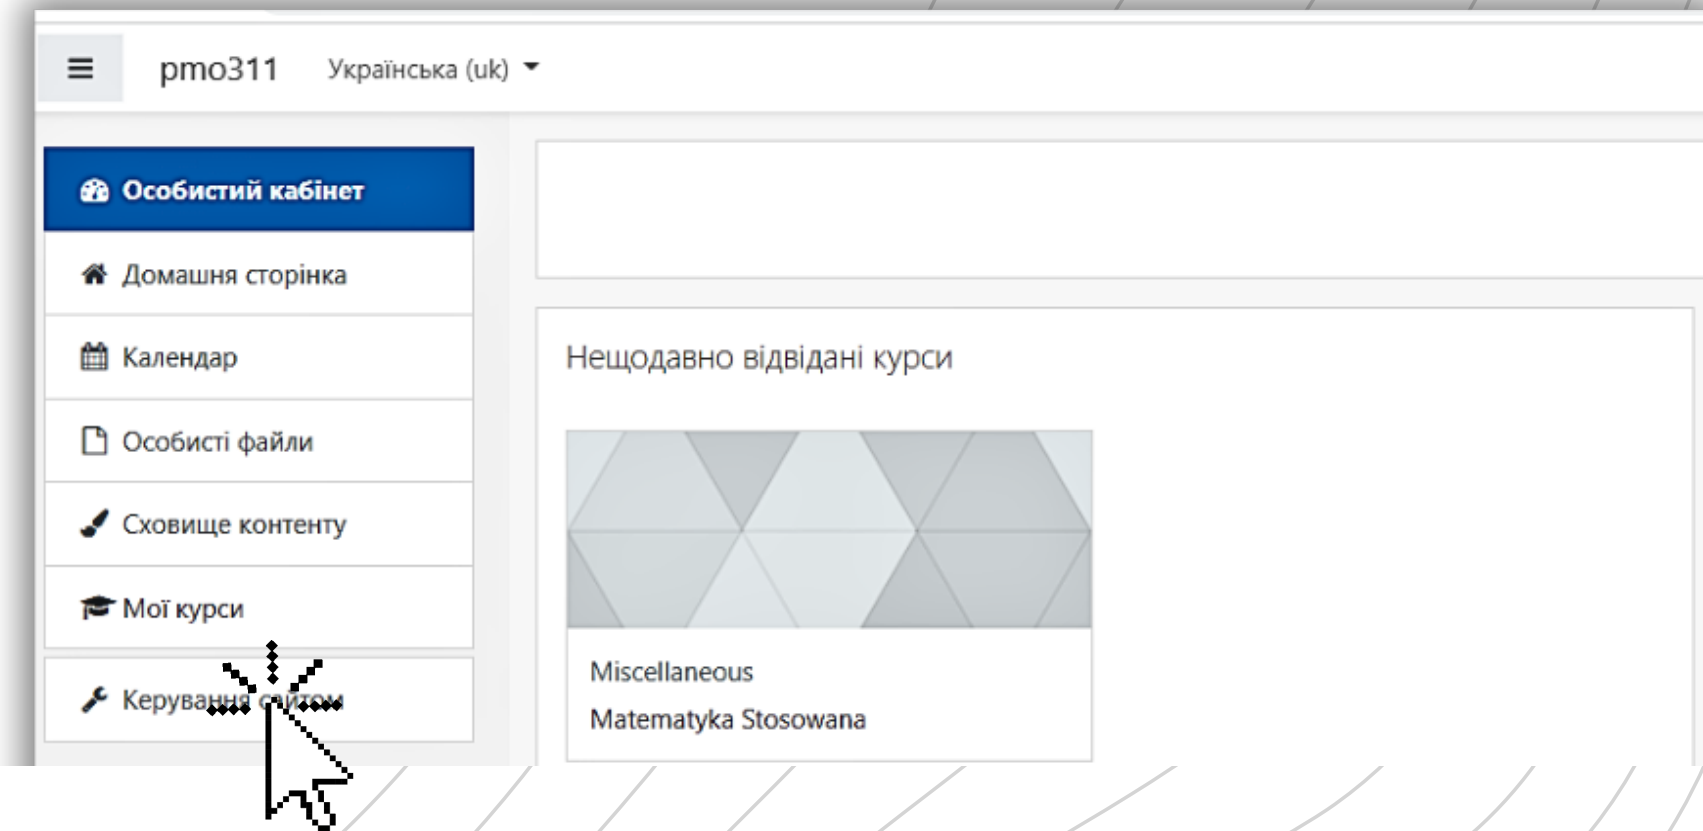 pmo311 Українська (uk)
Особистий кабінет
Домашня сторінка
Календар
Особисті файли
Сховище контенту
Мої курси
Керування сайтом
Нещодавно відвідані курси
Miscellaneous
Matematyka Stosowana